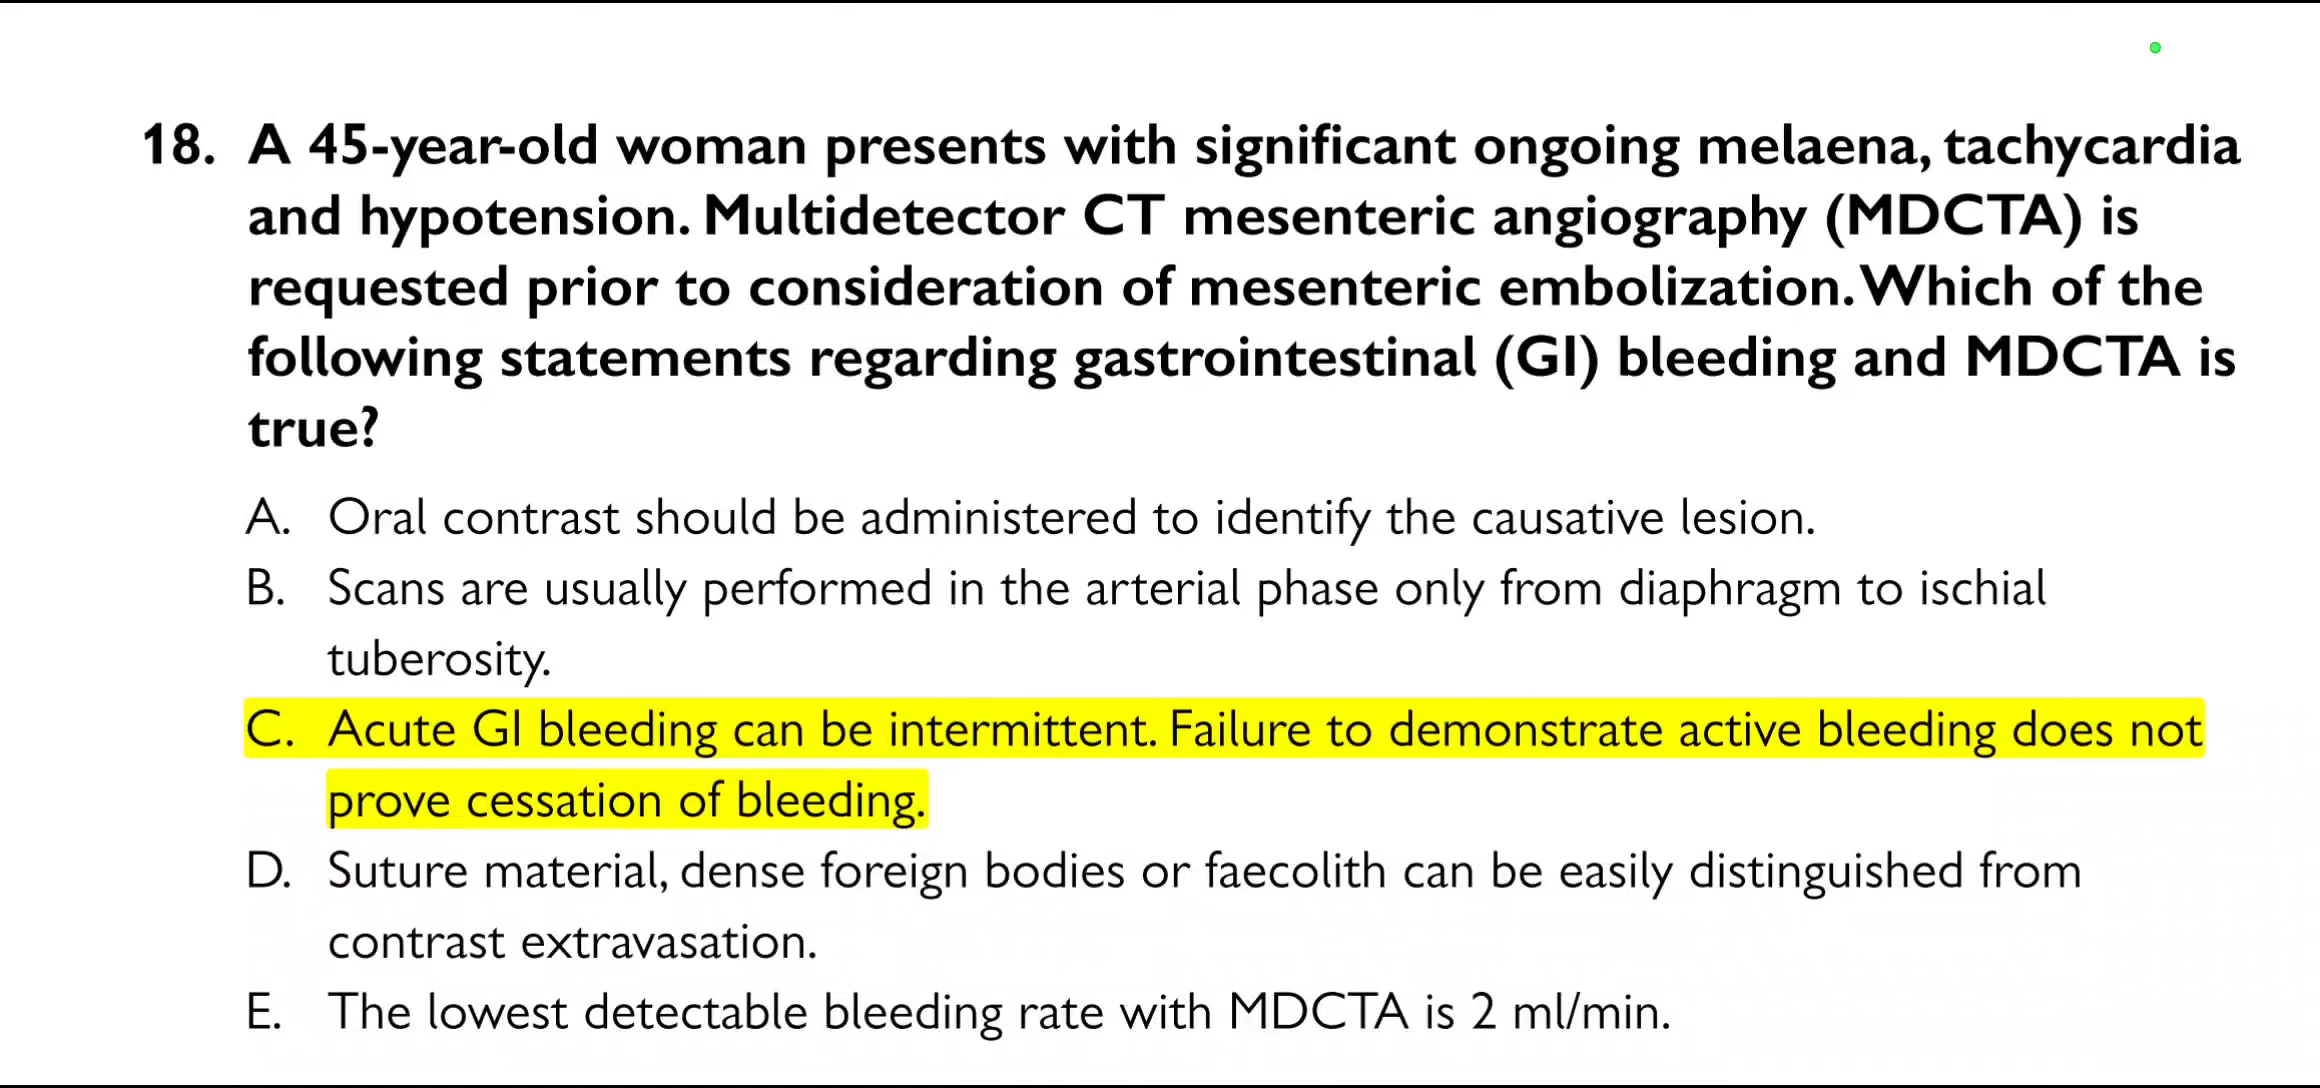 18. A 45-year-old woman presents with significant ongoing melaena, tachycardia
and hypotension. Multidetector CT mesenteric angiography (MDCTA) is
requested prior to consideration of mesenteric embolization. Which of the
following statements regarding gastrointestinal (GI) bleeding and MDCTA is
true?
A. Oral contrast should be administered to identify the causative lesion.
B. Scans are usually performed in the arterial phase only from diaphragm to ischial
tuberosity.
C. Acute GI bleeding can be intermittent. Failure to demonstrate active bleeding does not
prove cessation of bleeding.
D. Suture material, dense foreign bodies or faecolith can be easily distinguished from
contrast extravasation.
E. The lowest detectable bleeding rate with MDCTA is 2 ml/min.